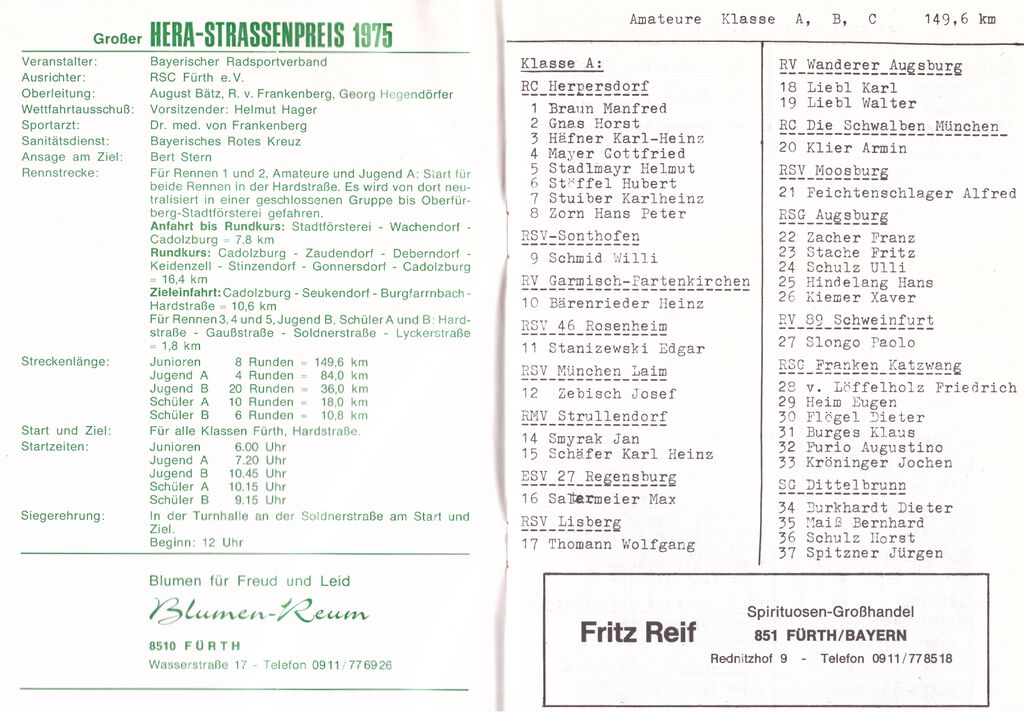 Großer HERA-STRASSENPREIS 1975
Veranstalter: Bayerischer Radsportverband
Ausrichter: RSC Fürth e.V.
Oberleitung: August Bätz, R. v. Frankenberg, Georg Hegendörfer
Wettfahrtausschuß: Vorsitzender: Helmut Hager
Sportarzt: Dr. med. von Frankenberg
Sanitätsdienst: Bayerisches Rotes Kreuz
Ansage am Ziel: Bert Stern
Rennstrecke: Für Rennen 1 und 2, Amateure und Jugend A: Start für
beide Rennen in der Hardstraße. Es wird von dort neu-
tralisiert in einer geschlossenen Gruppe bis Oberfür-
berg-Stadtförsterei gefahren.
Anfahrt bis Rundkurs: Stadtförsterei - Wachendorf -
Cadolzburg = 7,8 km
Rundkurs: Cadolzburg - Zaudendorf - Deberndorf -
Keidenzell - Stinzendorf - Gonnersdorf - Cadolzburg
= 16,4 km
Zieleinfahrt: Cadolzburg - Seukendorf - Burgfarrnbach -
Hardstraße = 10,6 km
Für Rennen 3, 4 und 5, Jugend B, Schüler A und B: Hard-
straße - Gaußstraße - Soldnerstraße - Lyckerstraße
= 1,8 km
Streckenlänge: Junioren 8 Runden = 149,6 km
Jugend A 4 Runden = 84,0 km
Jugend B 20 Runden = 36,0 km
Schüler A 10 Runden = 18,0 km
Schüler B 6 Runden = 10,8 km
Start und Ziel: Für alle Klassen Fürth, Hardstraße.
Startzeiten: Junioren 6.00 Uhr
Jugend A 7.20 Uhr
Jugend B 10.45 Uhr
Schüler A 10.15 Uhr
Schüler B 9.15 Uhr
Siegerehrung: In der Turnhalle an der Soldnerstraße am Start und
Ziel.
Beginn: 12 Uhr
Blumen für Freud und Leid
Blumen-Reum
8510 FÜRTH
Wasserstraße 17 - Telefon 0911/776926
Amateure Klasse A, B, C 149,6 km
Klasse A:
RC Herpersdorf
1 Braun Manfred
2 Gnas Horst
3 Häfner Karl-Heinz
4 Mayer Gottfried
5 Stadlmayr Helmut
6 Stöffel Hubert
7 Stuiber Karlheinz
8 Zorn Hans Peter
RSV-Sonthofen
9 Schmid Willi
RV Garmisch-Partenkirchen
10 Bärenrieder Heinz
RSV 46 Rosenheim
11 Stanizewski Edgar
RSV München Laim
12 Zebisch Josef
RMV Strullendorf
14 Smyrak Jan
15 Schäfer Karl Heinz
ESV 27 Regensburg
16 Saltermeier Max
RSV Lisberg
17 Thomann Wolfgang
RV Wanderer Augsburg
18 Liebl Karl
19 Liebl Walter
RC Die Schwalben München
20 Klier Armin
RSV Moosburg
21 Feichtenschlager Alfred
RSG Augsburg
22 Zacher Franz
23 Stache Fritz
24 Schulz Ulli
25 Hindelang Hans
26 Kiemer Xaver
RV 89 Schweinfurt
27 Slongo Paolo
RSG Franken Katzwang
28 v. Löffelholz Friedrich
29 Heim Eugen
30 Flögel Dieter
31 Burges Klaus
32 Furio Augustino
33 Kröninger Jochen
SG Dittelbrunn
34 Burkhardt Dieter
35 Maiß Bernhard
36 Schulz Horst
37 Spitzner Jürgen
Fritz Reif
Spirituosen-Großhandel
851 FÜRTH/BAYERN
Rednitzhof 9 - Telefon 0911/778518